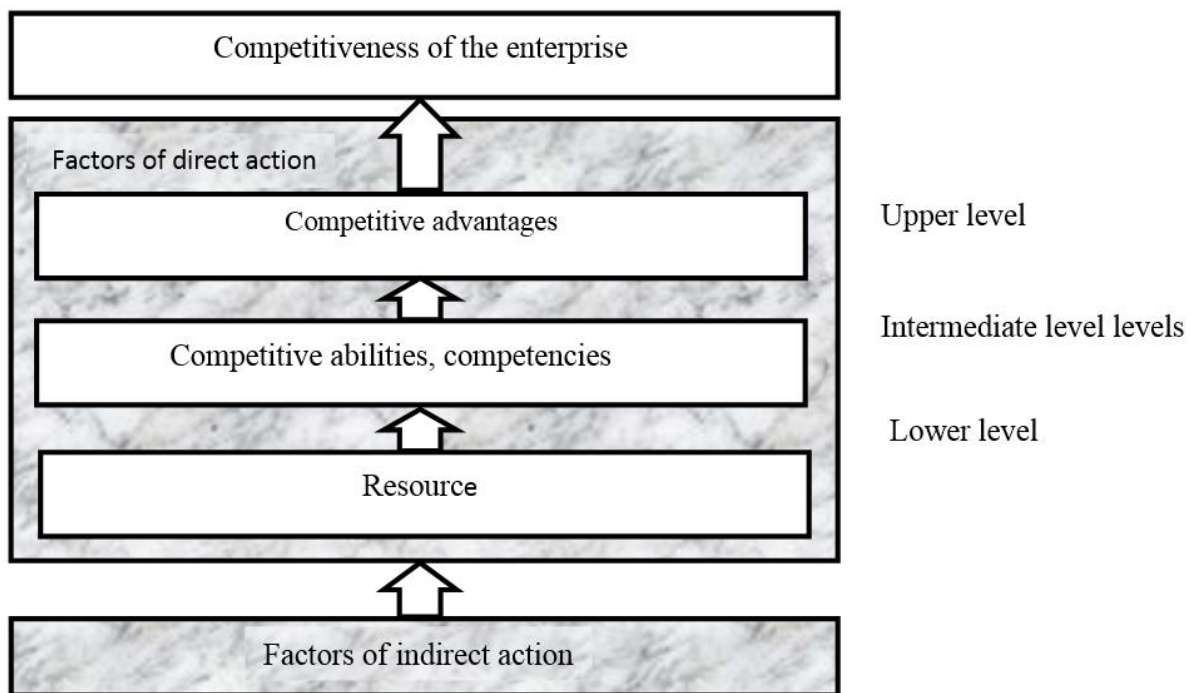 Competitiveness of the enterprise
Factors of direct action
Competitive advantages
Upper level
Competitive abilities, competencies
Intermediate level levels
Resource
Lower level
Factors of indirect action